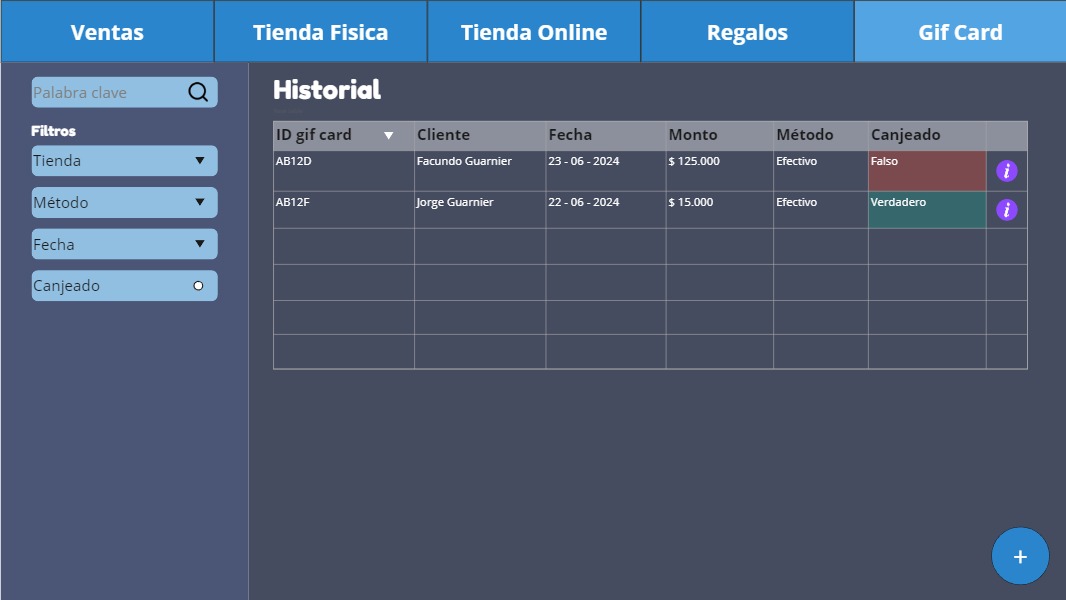 Ventas Tienda Fisica Tienda Online Regalos Gif Card
Palabra clave
Filtros
Tienda
Método
Fecha
Canjeado
Historial
ID gif card Cliente Fecha Monto Método Canjeado
AB12D Facundo Guarnier 23 - 06 - 2024 $ 125.000 Efectivo Falso i
AB12F Jorge Guarnier 22 - 06 - 2024 $ 15.000 Efectivo Verdadero i
+